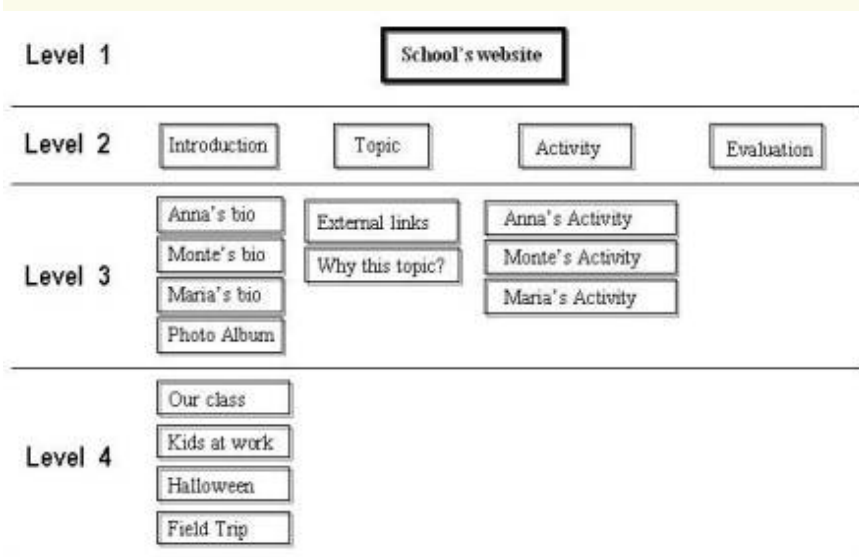 Level 1
School's website
Level 2
Introduction
Topic
Activity
Evaluation
Level 3
Anna's bio
Monte's bio
Maria's bio
Photo Album
External links
Why this topic?
Anna's Activity
Monte's Activity
Maria's Activity
Level 4
Our class
Kids at work
Halloween
Field Trip